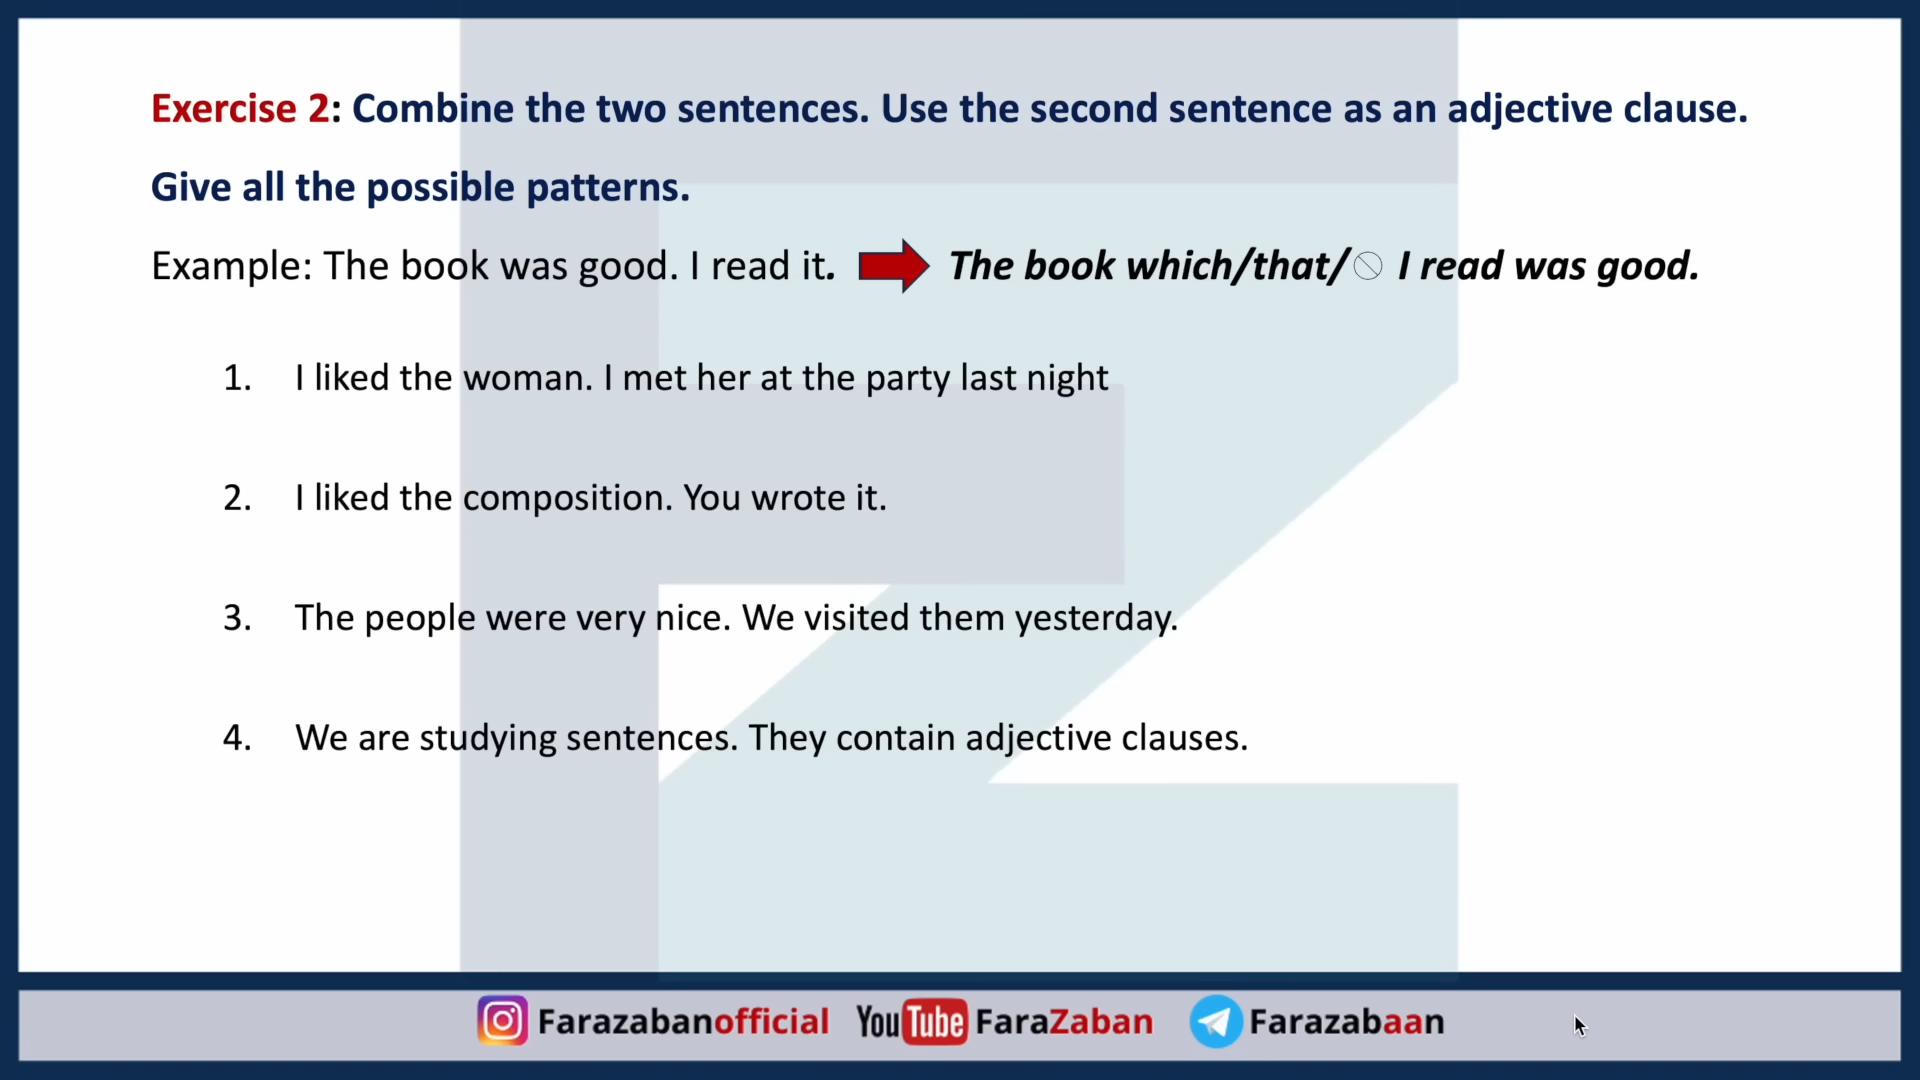 Exercise 2: Combine the two sentences. Use the second sentence as an adjective clause.
Give all the possible patterns.
Example: The book was good. I read it. The book which/that/🛇 I read was good.
1. I liked the woman. I met her at the party last night
2. I liked the composition. You wrote it.
3. The people were very nice. We visited them yesterday.
4. We are studying sentences. They contain adjective clauses.
Farazabanofficial YouTube FaraZaban Farazabaan